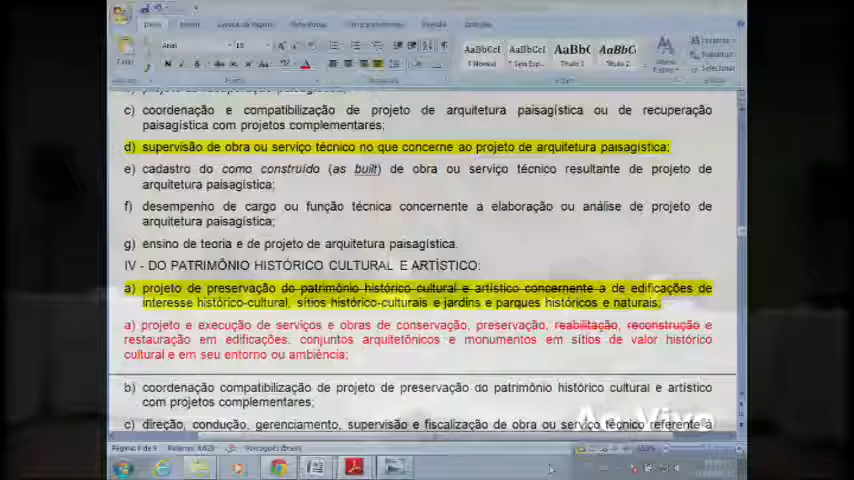 Arial
AaBbCcI AaBbCcI AaBbC AaBbC
c) coordenação e compatibilização de projeto de arquitetura paisagística ou de recuperação
paisagística com projetos complementares;
d) supervisão de obra ou serviço técnico no que concerne ao projeto de arquitetura paisagística;
e) cadastro do como construído (as built) de obra ou serviço técnico resultante de projeto de
arquitetura paisagística;
f) desempenho de cargo ou função técnica concernente a elaboração ou análise de projeto de
arquitetura paisagística;
g) ensino de teoria e de projeto de arquitetura paisagística.
IV - DO PATRIMÔNIO HISTÓRICO CULTURAL E ARTÍSTICO:
a) projeto de preservação do patrimônio histórico cultural e artístico concernente a de edificações de
interesse histórico-cultural, sítios histórico-culturais e jardins e parques históricos e naturais;
a) projeto e execução de serviços e obras de conservação, preservação, reabilitação, reconstrução e
restauração em edificações, conjuntos arquitetônicos e monumentos em sítios de valor histórico
cultural e em seu entorno ou ambiência;
b) coordenação compatibilização de projeto de preservação do patrimônio histórico cultural e artístico
com projetos complementares;
c) direção, condução, gerenciamento, supervisão e fiscalização de obra ou serviço técnico referente à
Ao Vivo
Português (Brasil)